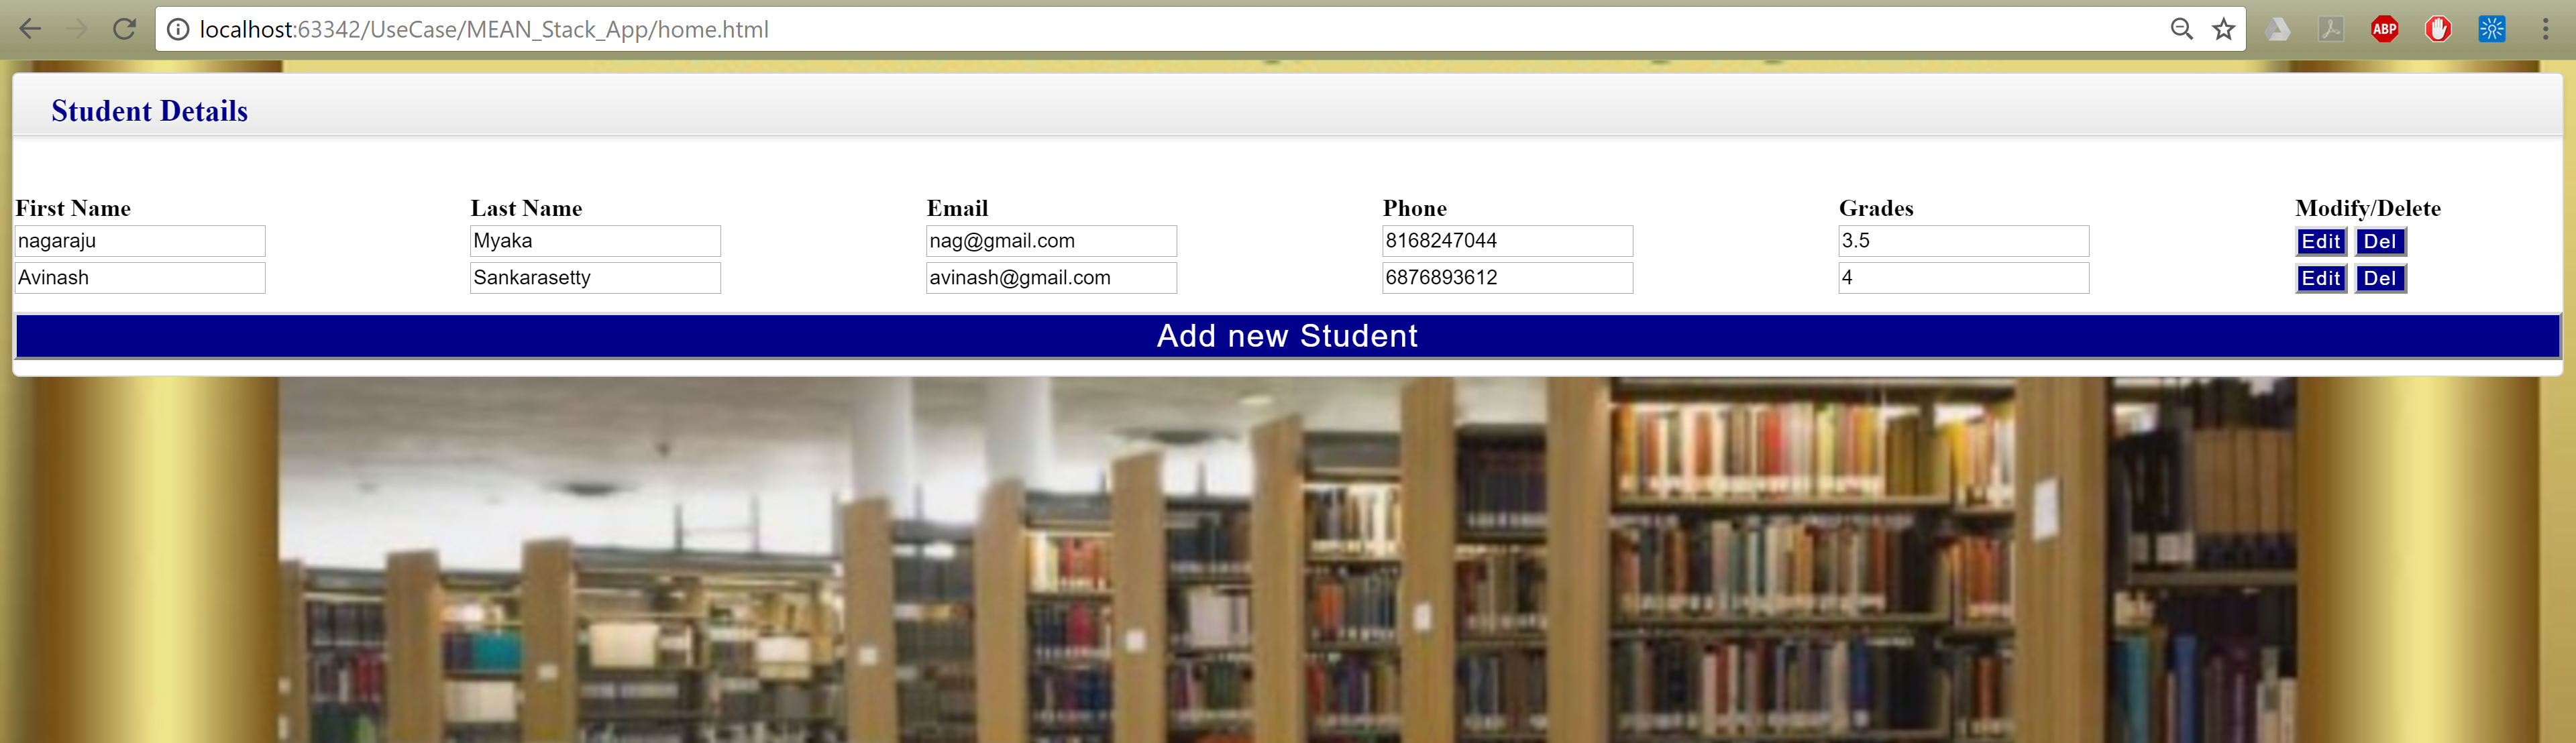 localhost:63342/UseCase/MEAN_Stack_App/home.html
ABP
Student Details
First Name Last Name Email Phone Grades Modify/Delete
nagaraju Myaka nag@gmail.com 8168247044 3.5 Edit Del
Avinash Sankarasetty avinash@gmail.com 6876893612 4 Edit Del
Add new Student